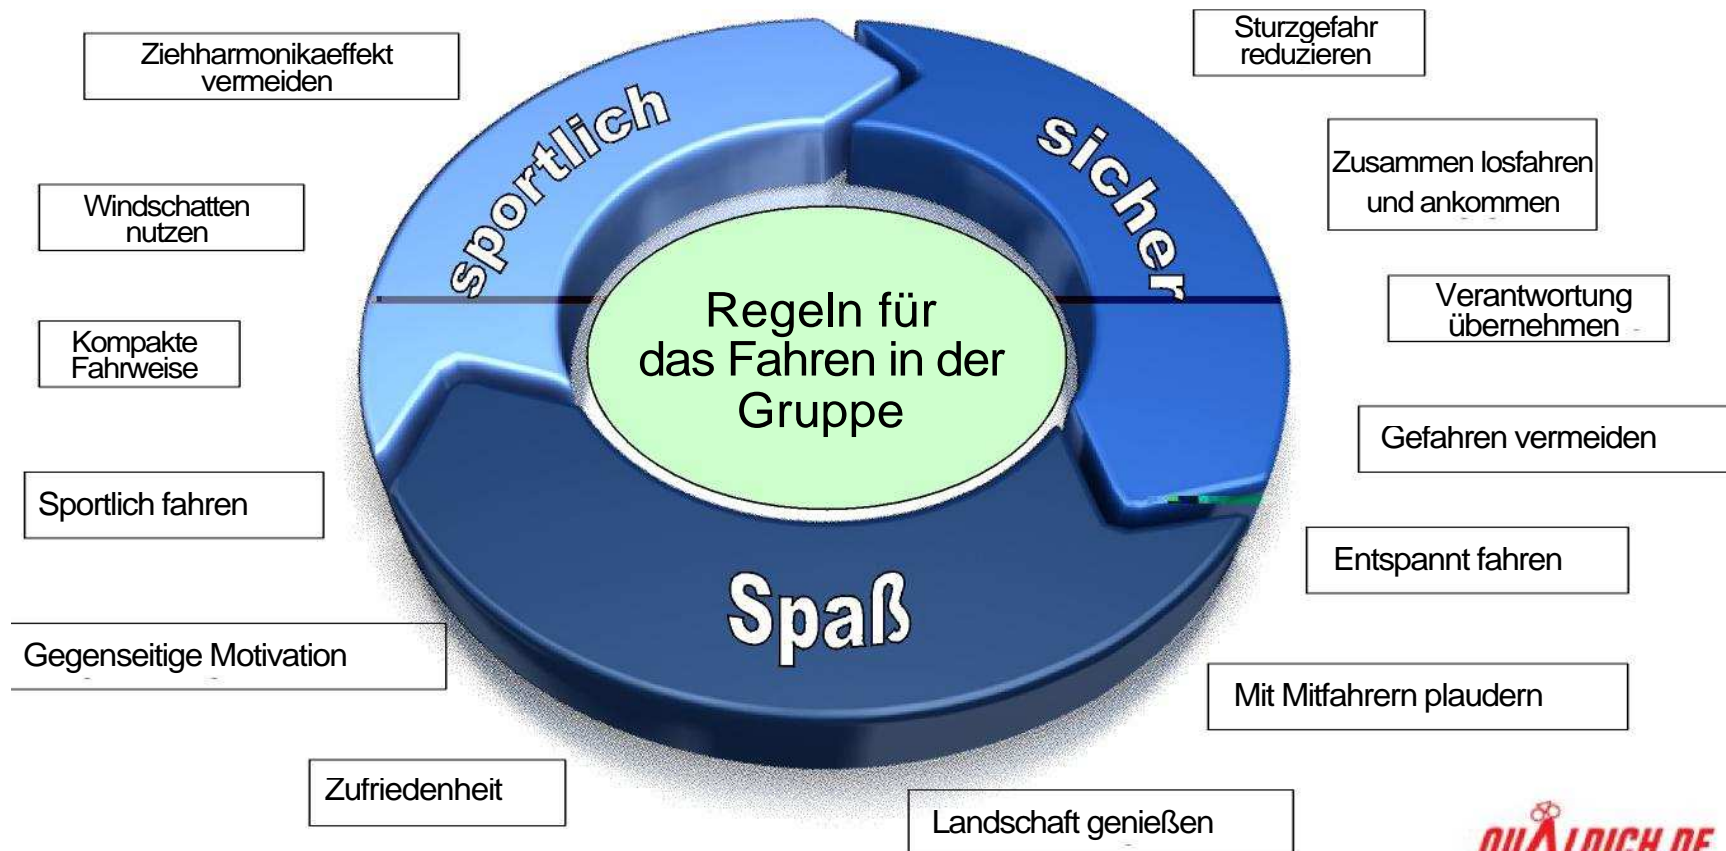 Ziehharmonikaeffekt
vermeiden
Sturzgefahr
reduzieren
sportlich
sicher
Zusammen losfahren
und ankommen
Windschatten
nutzen
Verantwortung
übernehmen
Regeln für
das Fahren in der
Gruppe
Kompakte
Fahrweise
Gefahren vermeiden
Sportlich fahren
Entspannt fahren
Spaß
Gegenseitige Motivation
Mit Mitfahrern plaudern
Zufriedenheit
Landschaft genießen
QUÄLDICH.DE